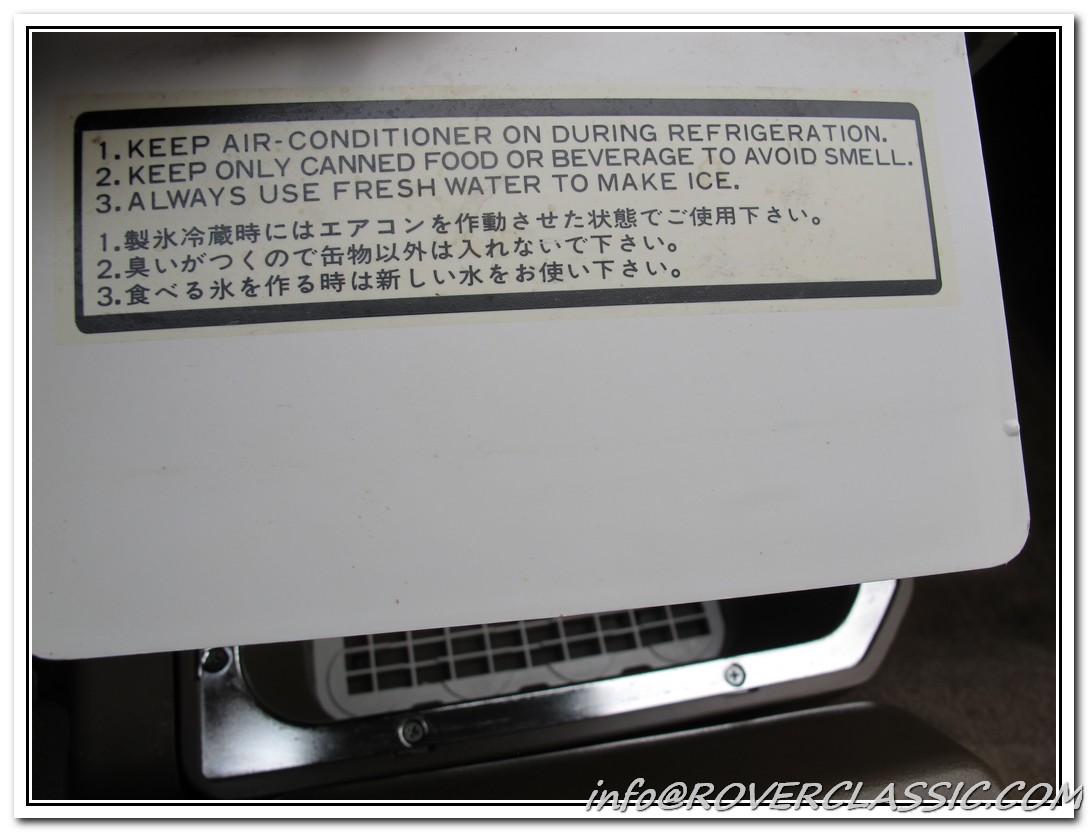 1. KEEP AIR-CONDITIONER ON DURING REFRIGERATION.
2. KEEP ONLY CANNED FOOD OR BEVERAGE TO AVOID SMELL.
3. ALWAYS USE FRESH WATER TO MAKE ICE.
1. 製氷冷蔵時にはエアコンを作動させた状態でご使用下さい。
2. 臭いがつくので缶物以外は入れないで下さい。
3. 食べる氷を作る時は新しい水をお使い下さい。
info@ROVERCLASSIC.COM